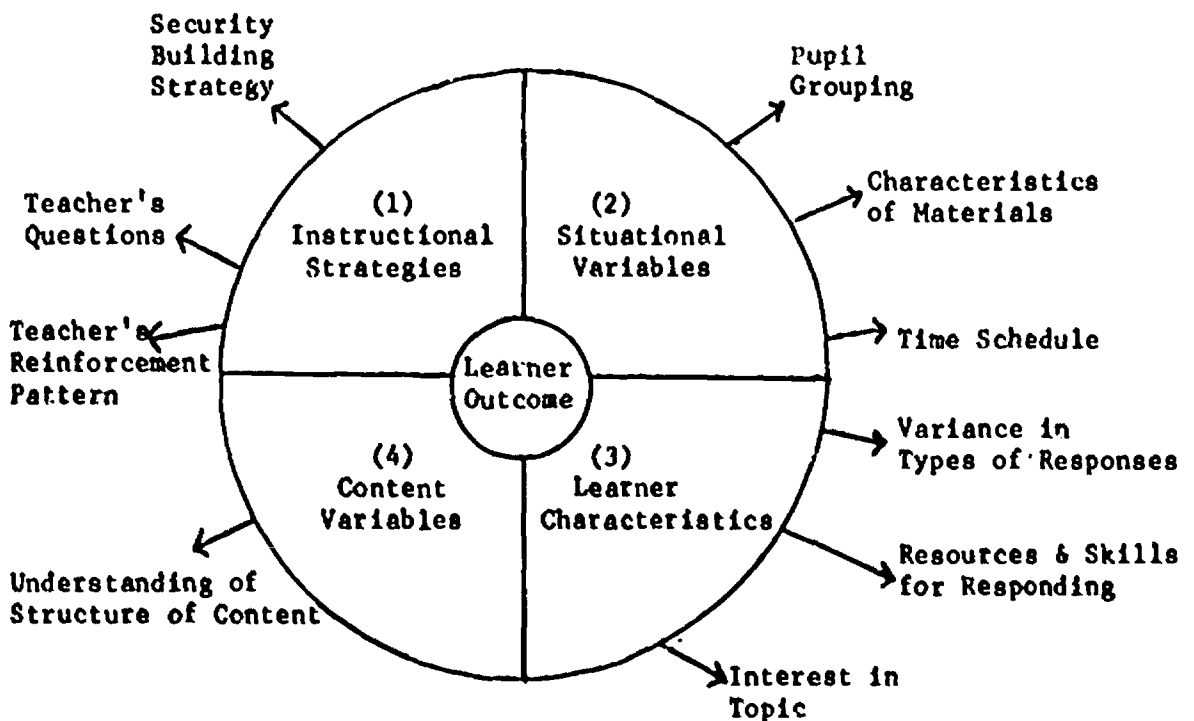 Security
Building
Strategy
Pupil
Grouping
Teacher's
Questions
(1)
Instructional
Strategies
(2)
Situational
Variables
Characteristics
of Materials
Teacher's
Reinforcement
Pattern
Learner
Outcome
Time Schedule
(4)
Content
Variables
(3)
Learner
Characteristics
Variance in
Types of Responses
Understanding of
Structure of Content
Resources & Skills
for Responding
Interest in
Topic